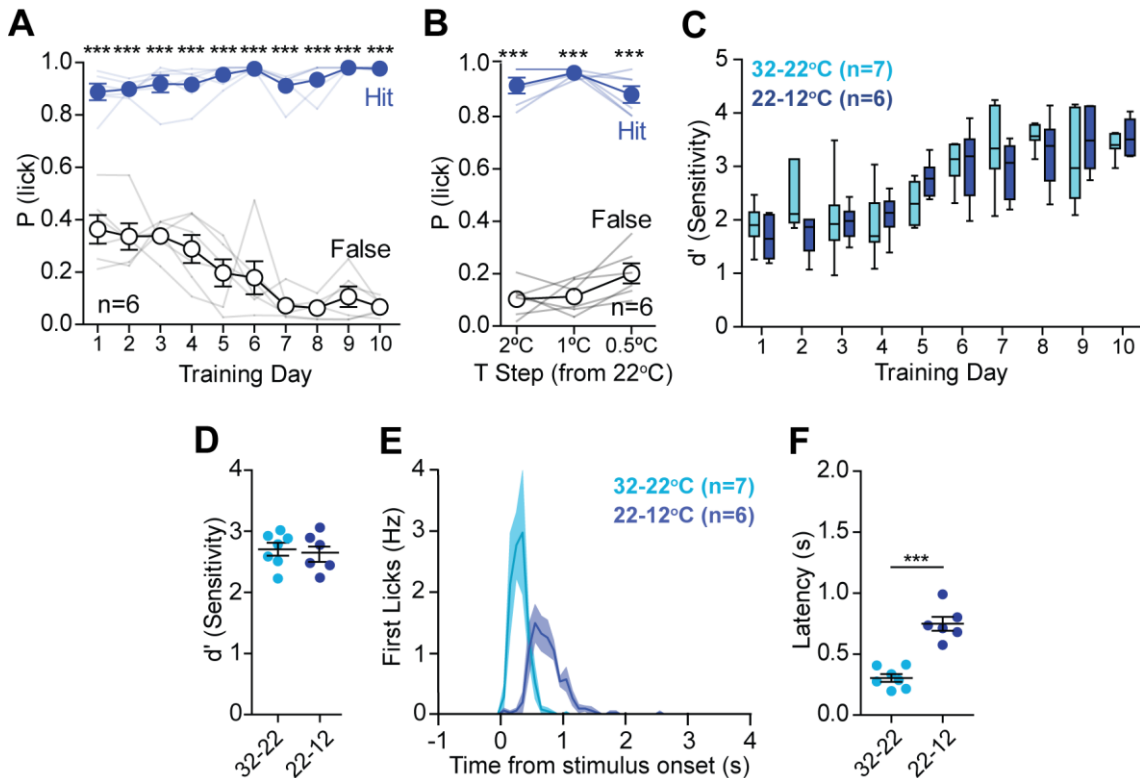 A
*** *** *** *** *** *** *** *** *** ***
1.0
0.8
0.6
0.4
0.2
0.0
P (lick)
Hit
False
n=6
1 2 3 4 5 6 7 8 9 10
Training Day
B
*** *** ***
1.0
0.8
0.6
0.4
0.2
0.0
P (lick)
Hit
False
n=6
2ºC 1ºC 0.5ºC
T Step (from 22ºC)
C
32-22ºC (n=7)
22-12ºC (n=6)
5
4
3
2
1
0
d' (Sensitivity)
1 2 3 4 5 6 7 8 9 10
Training Day
D
4
3
2
1
0
d' (Sensitivity)
32-22
22-12
E
32-22ºC (n=7)
22-12ºC (n=6)
4
3
2
1
0
First Licks (Hz)
-1 0 1 2 3 4
Time from stimulus onset (s)
F
2.0
1.5
1.0
0.5
0.0
Latency (s)
***
32-22
22-12